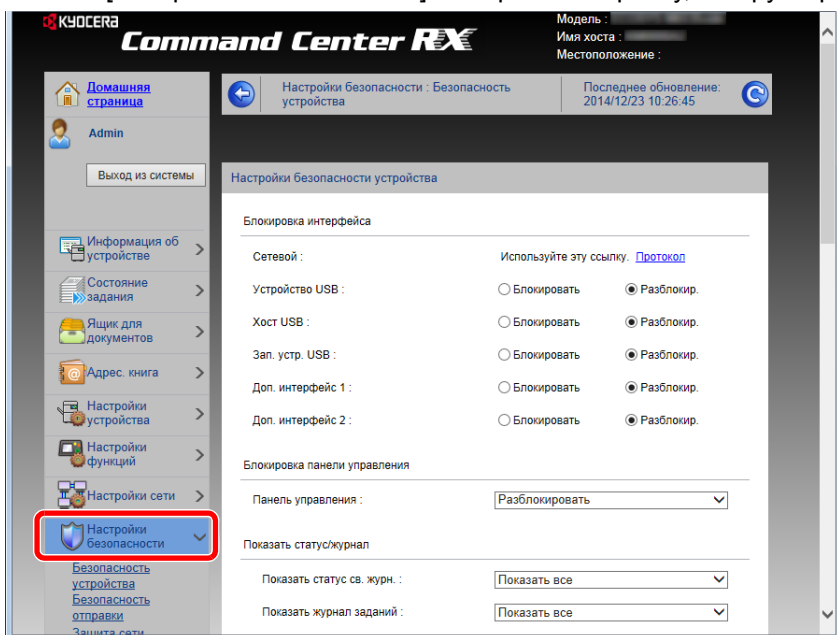 KYOCERA
Command Center RX
Модель :
Имя хоста :
Местоположение :
Домашняя
страница
Admin
Выход из системы
Настройки безопасности : Безопасность
устройства
Последнее обновление:
2014/12/23 10:26:45
Информация об
устройстве
Состояние
задания
Ящик для
документов
Адрес. книга
Настройки
устройства
Настройки
функций
Настройки сети
Настройки
безопасности
Безопасность
устройства
Безопасность
отправки
Защита сети
Настройки безопасности устройства
Блокировка интерфейса
Сетевой : Используйте эту ссылку. Протокол
Устройство USB : Блокировать Разблокир.
Хост USB : Блокировать Разблокир.
Зап. устр. USB : Блокировать Разблокир.
Доп. интерфейс 1 : Блокировать Разблокир.
Доп. интерфейс 2 : Блокировать Разблокир.
Блокировка панели управления
Панель управления : Разблокировать
Показать статус/журнал
Показать статус св. журн. : Показать все
Показать журнал заданий : Показать все